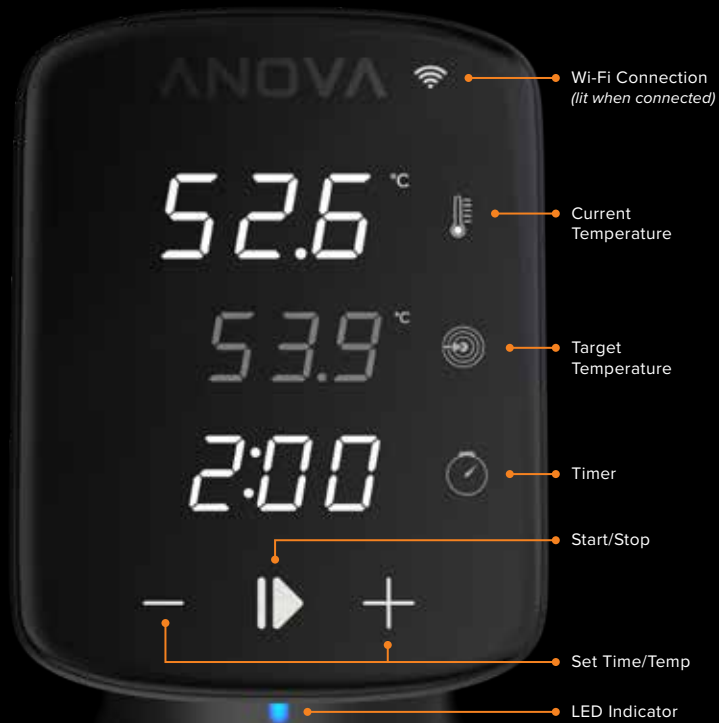 ANOVA
Wi-Fi Connection
(lit when connected)
52.6 °C
Current
Temperature
53.9 °C
Target
Temperature
2:00
Timer
Start/Stop
Set Time/Temp
LED Indicator